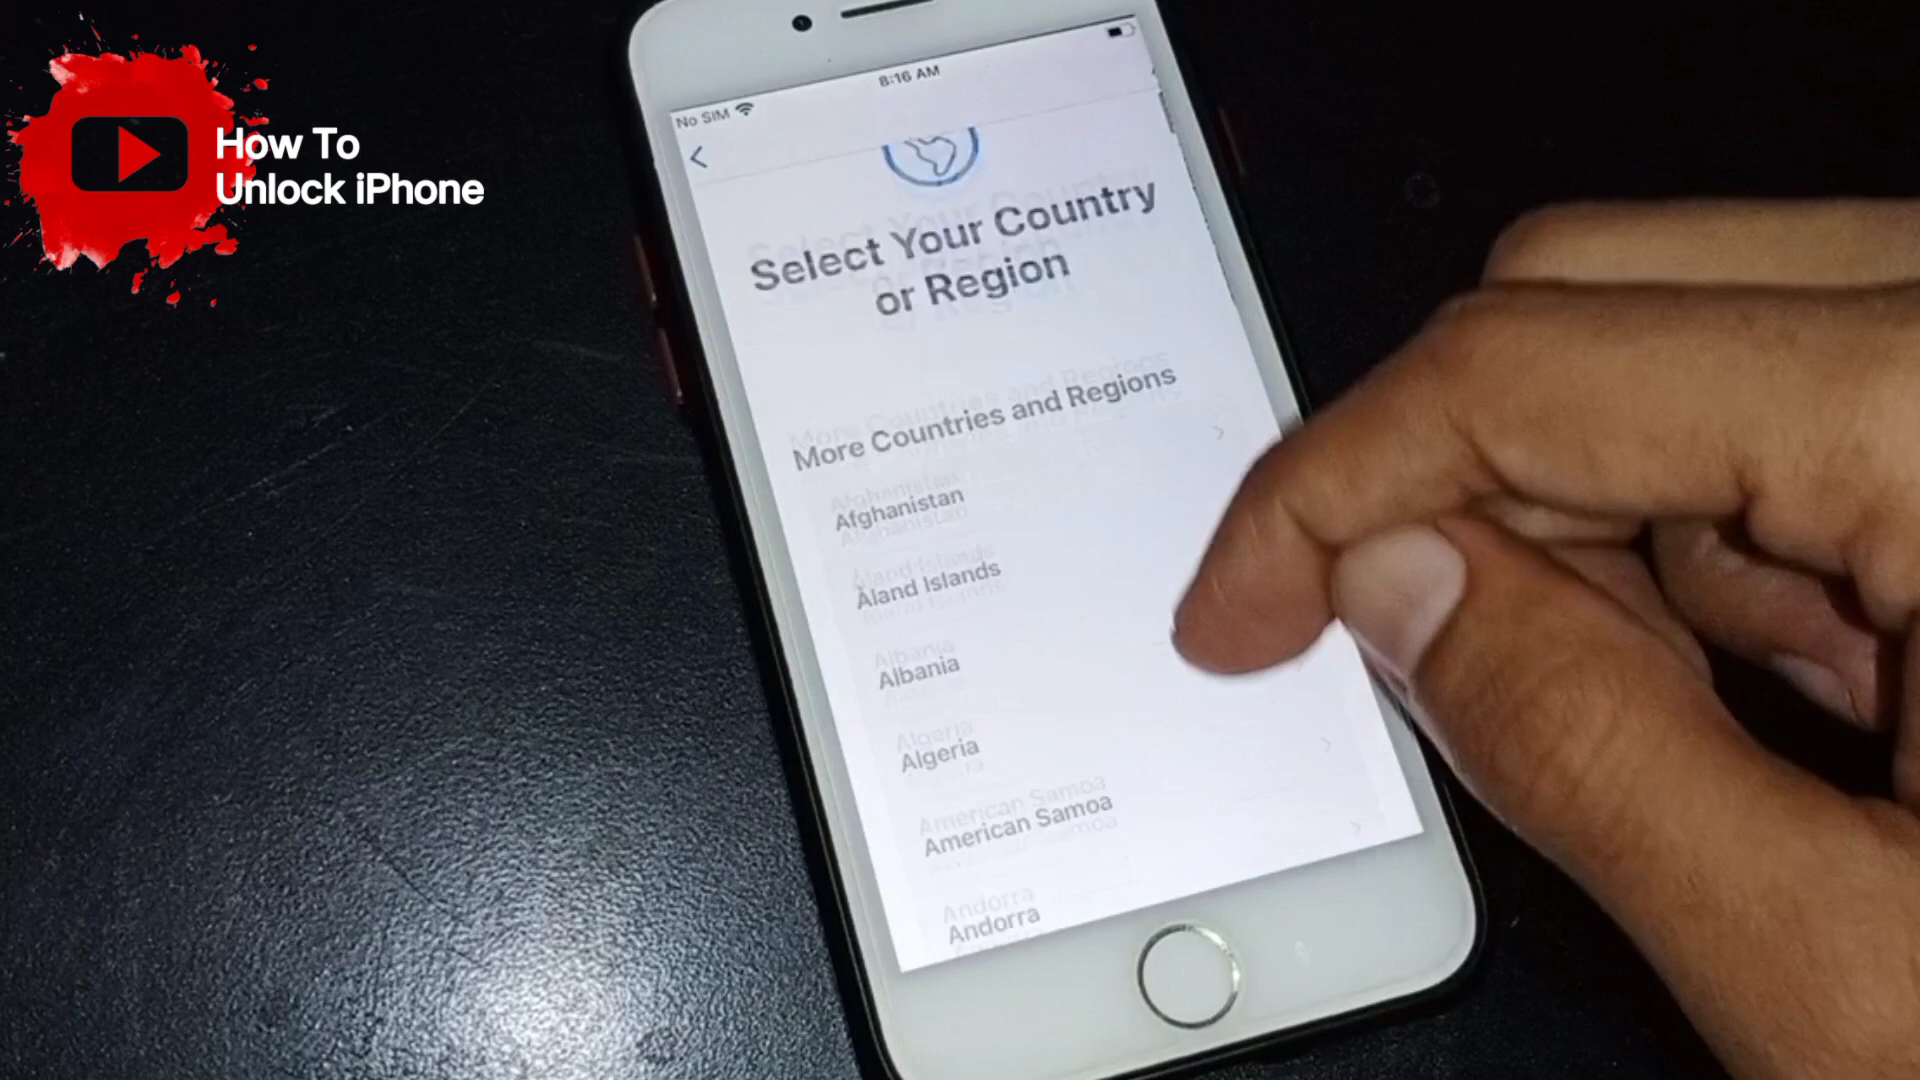 How To
Unlock iPhone
8:16 AM
No SIM
Select Your Country
or Region
More Countries and Regions
Afghanistan
Åland Islands
Albania
Algeria
American Samoa
Andorra